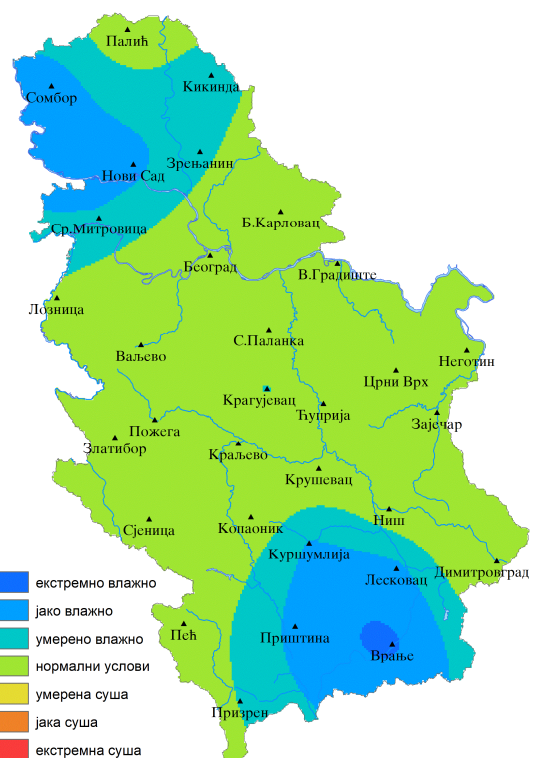 Палић
Кикинда
Сомбор
Зрењанин
Нови Сад
Ср.Митровица
Б.Карловац
Београд
В.Градиште
Лозница
С.Паланка
Ваљево
Неготин
Црни Врх
Крагујевац
Ћуприја
Зајечар
Пожега
Златибор
Краљево
Крушевац
Ниш
Сјеница
Копаоник
Куршумлија
Лесковац
Димитровград
Пећ
Приштина
Врање
Призрен
екстремно влажно
јако влажно
умерено влажно
нормални услови
умерена суша
јака суша
екстремна суша